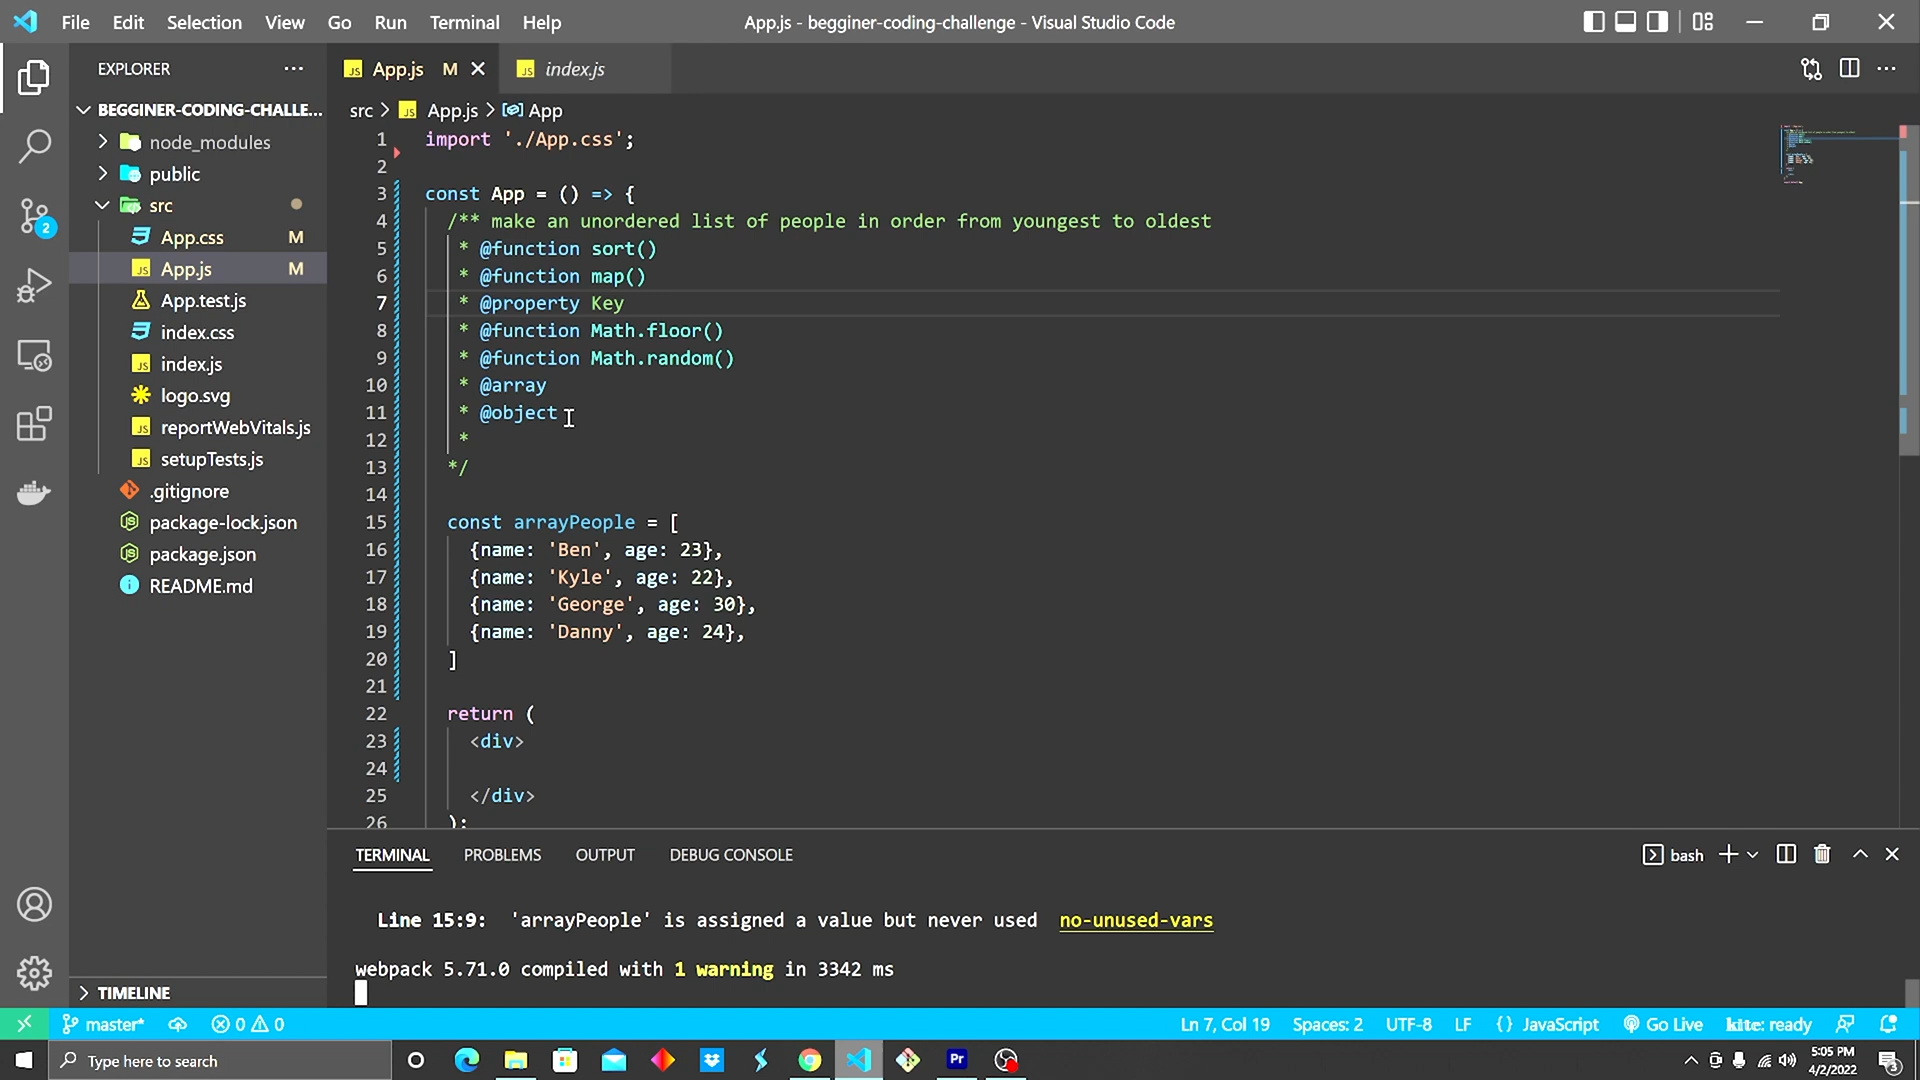 File Edit Selection View Go Run Terminal Help
App.js - begginer-coding-challenge - Visual Studio Code
EXPLORER
App.js M
index.js
BEGGINER-CODING-CHALLE...
node_modules
public
src
App.css M
App.js M
App.test.js
index.css
index.js
logo.svg
reportWebVitals.js
setupTests.js
.gitignore
package-lock.json
package.json
README.md
TIMELINE
2
src > App.js > App
1 import './App.css';
2
3 const App = () => {
4 /** make an unordered list of people in order from youngest to oldest
5 * @function sort()
6 * @function map()
7 * @property Key
8 * @function Math.floor()
9 * @function Math.random()
10 * @array
11 * @object
12 *
13 */
14
15 const arrayPeople = [
16 {name: 'Ben', age: 23},
17 {name: 'Kyle', age: 22},
18 {name: 'George', age: 30},
19 {name: 'Danny', age: 24},
20 ]
21
22 return (
23 <div>
24
25 </div>
26 );
TERMINAL PROBLEMS OUTPUT DEBUG CONSOLE
bash
Line 15:9: 'arrayPeople' is assigned a value but never used no-unused-vars
webpack 5.71.0 compiled with 1 warning in 3342 ms
master* 0 0
Ln 7, Col 19 Spaces: 2 UTF-8 LF {} JavaScript Go Live kite: ready
Type here to search
Pr
5:05 PM
4/2/2022
3